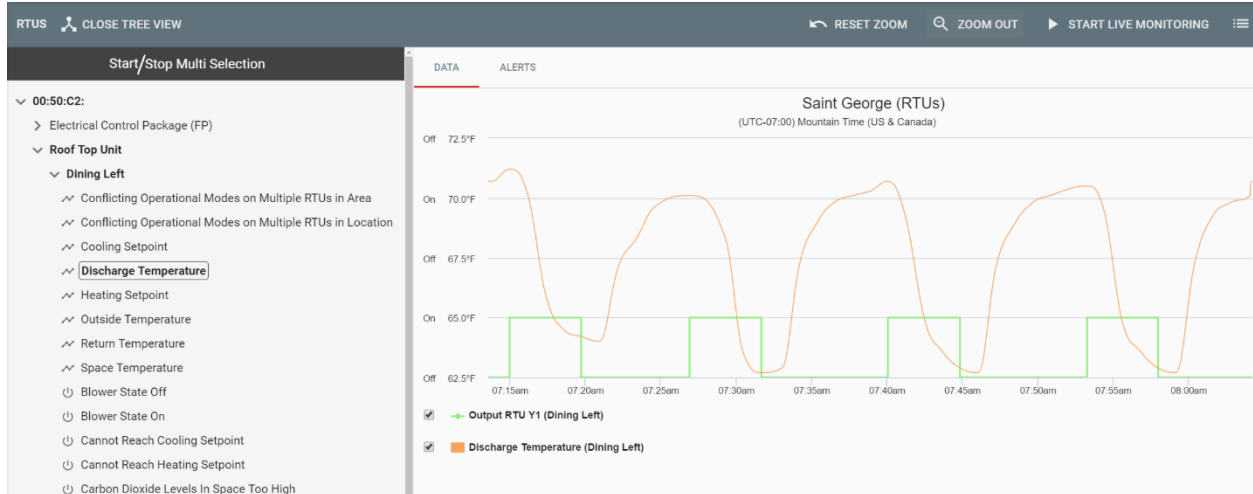 RTUS CLOSE TREE VIEW RESET ZOOM ZOOM OUT START LIVE MONITORING
Start/Stop Multi Selection
00:50:C2:
Electrical Control Package (FP)
Roof Top Unit
Dining Left
Conflicting Operational Modes on Multiple RTUs in Area
Conflicting Operational Modes on Multiple RTUs in Location
Cooling Setpoint
Discharge Temperature
Heating Setpoint
Outside Temperature
Return Temperature
Space Temperature
Blower State Off
Blower State On
Cannot Reach Cooling Setpoint
Cannot Reach Heating Setpoint
Carbon Dioxide Levels In Space Too High
DATA ALERTS
Saint George (RTUs)
(UTC-07:00) Mountain Time (US & Canada)
Off 72.5°F
On 70.0°F
Off 67.5°F
On 65.0°F
Off 62.5°F
07:15am 07:20am 07:25am 07:30am 07:35am 07:40am 07:45am 07:50am 07:55am 08:00am
Output RTU Y1 (Dining Left)
Discharge Temperature (Dining Left)